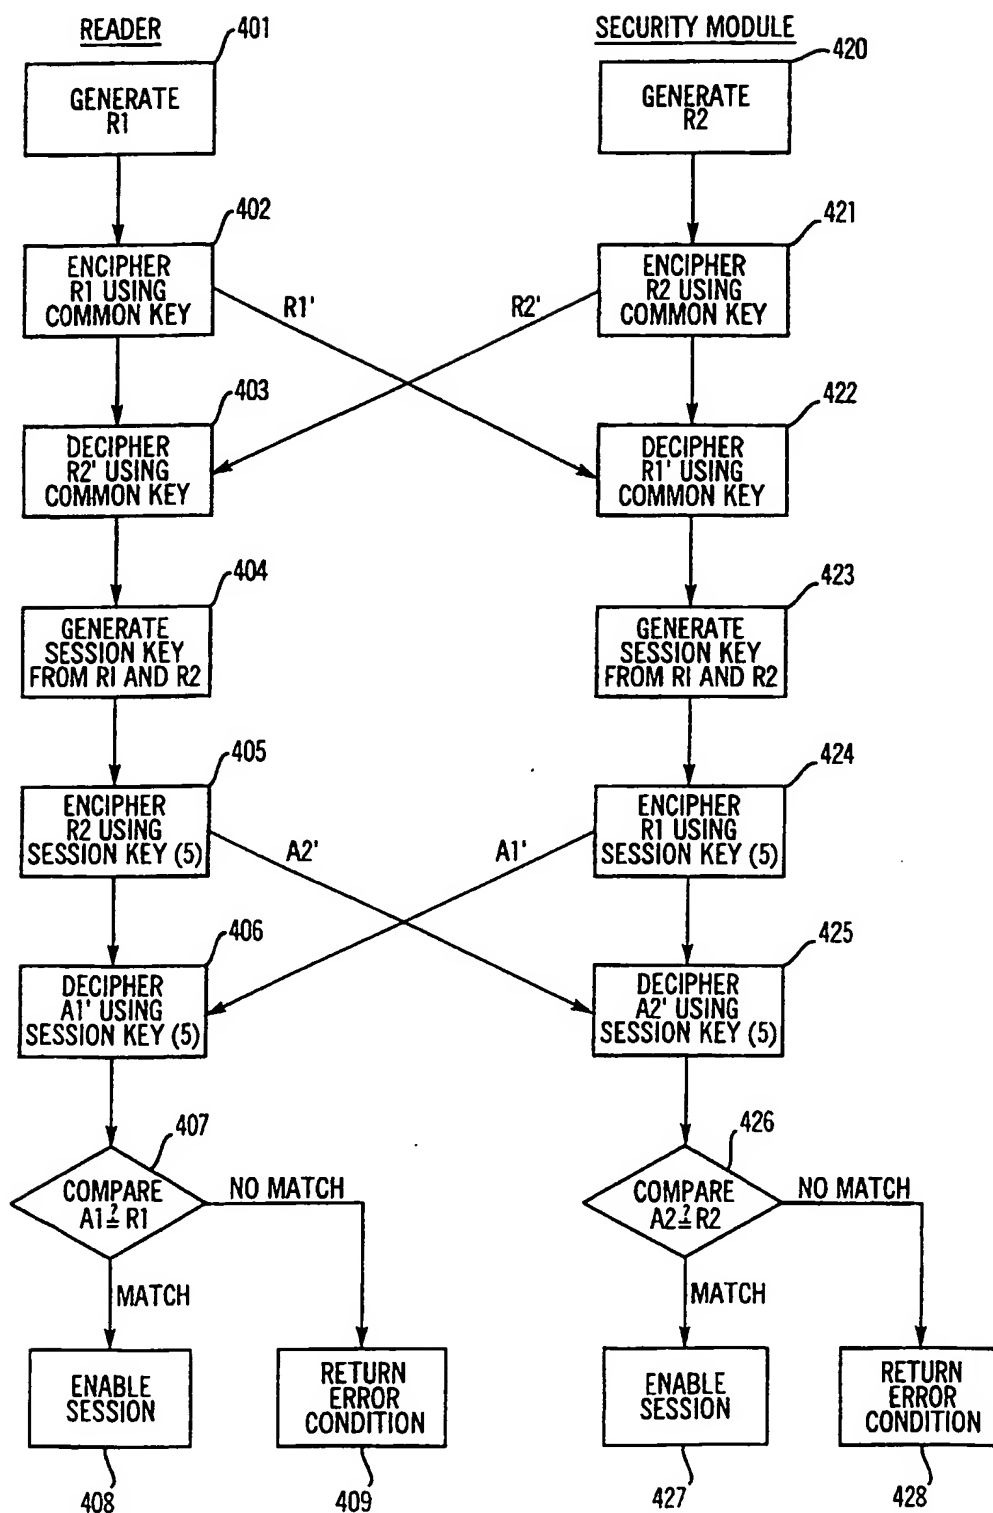 READER
401
GENERATE
R1
402
ENCIPHER
R1 USING
COMMON KEY
R1'
403
DECIPHER
R2' USING
COMMON KEY
404
GENERATE
SESSION KEY
FROM R1 AND R2
405
ENCIPHER
R2 USING
SESSION KEY (5)
A2'
406
DECIPHER
A1' USING
SESSION KEY (5)
407
COMPARE
A1 ≟ R1
NO MATCH
MATCH
ENABLE
SESSION
408
RETURN
ERROR
CONDITION
409
SECURITY MODULE
420
GENERATE
R2
421
ENCIPHER
R2 USING
COMMON KEY
R2'
422
DECIPHER
R1' USING
COMMON KEY
423
GENERATE
SESSION KEY
FROM R1 AND R2
424
ENCIPHER
R1 USING
SESSION KEY (5)
A1'
425
DECIPHER
A2' USING
SESSION KEY (5)
426
COMPARE
A2 ≟ R2
NO MATCH
MATCH
ENABLE
SESSION
427
RETURN
ERROR
CONDITION
428